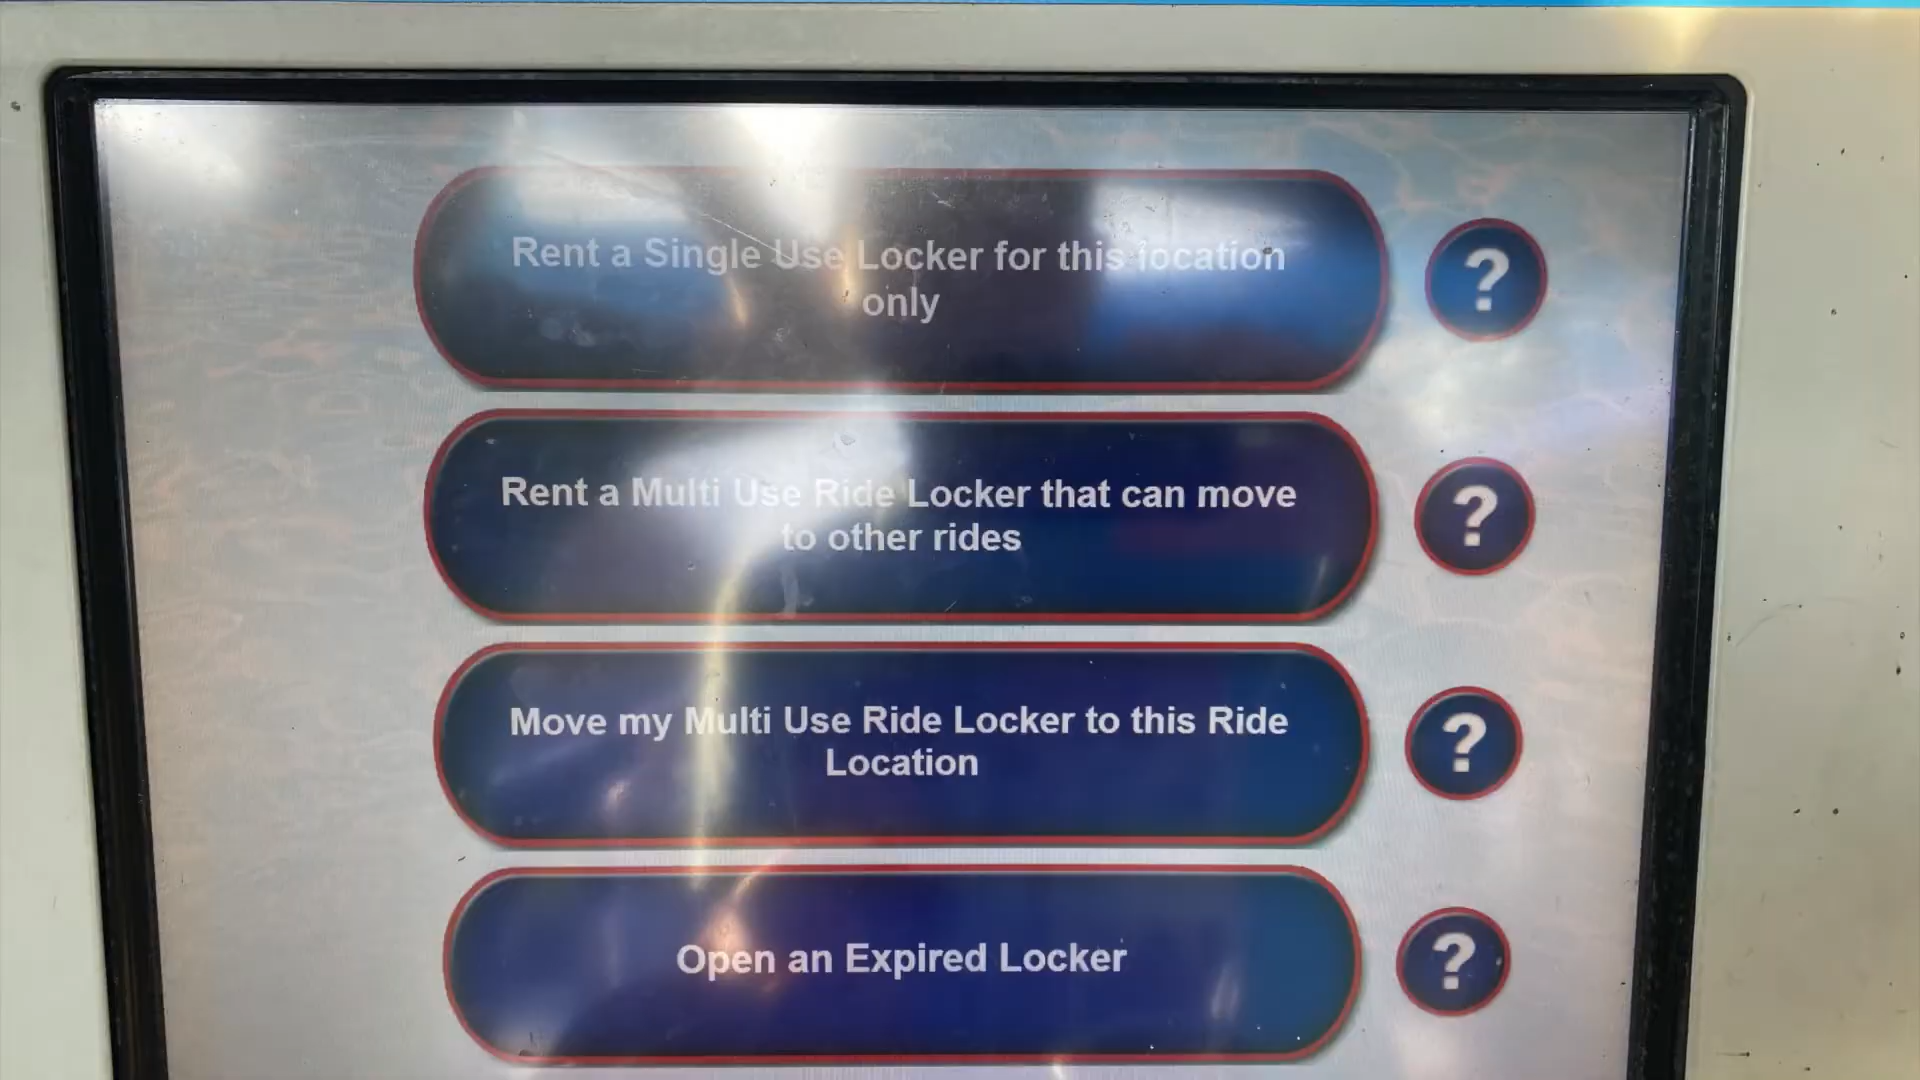 Rent a Single Use Locker for this location
only
?
Rent a Multi Use Ride Locker that can move
to other rides
?
Move my Multi Use Ride Locker to this Ride
Location
?
Open an Expired Locker
?